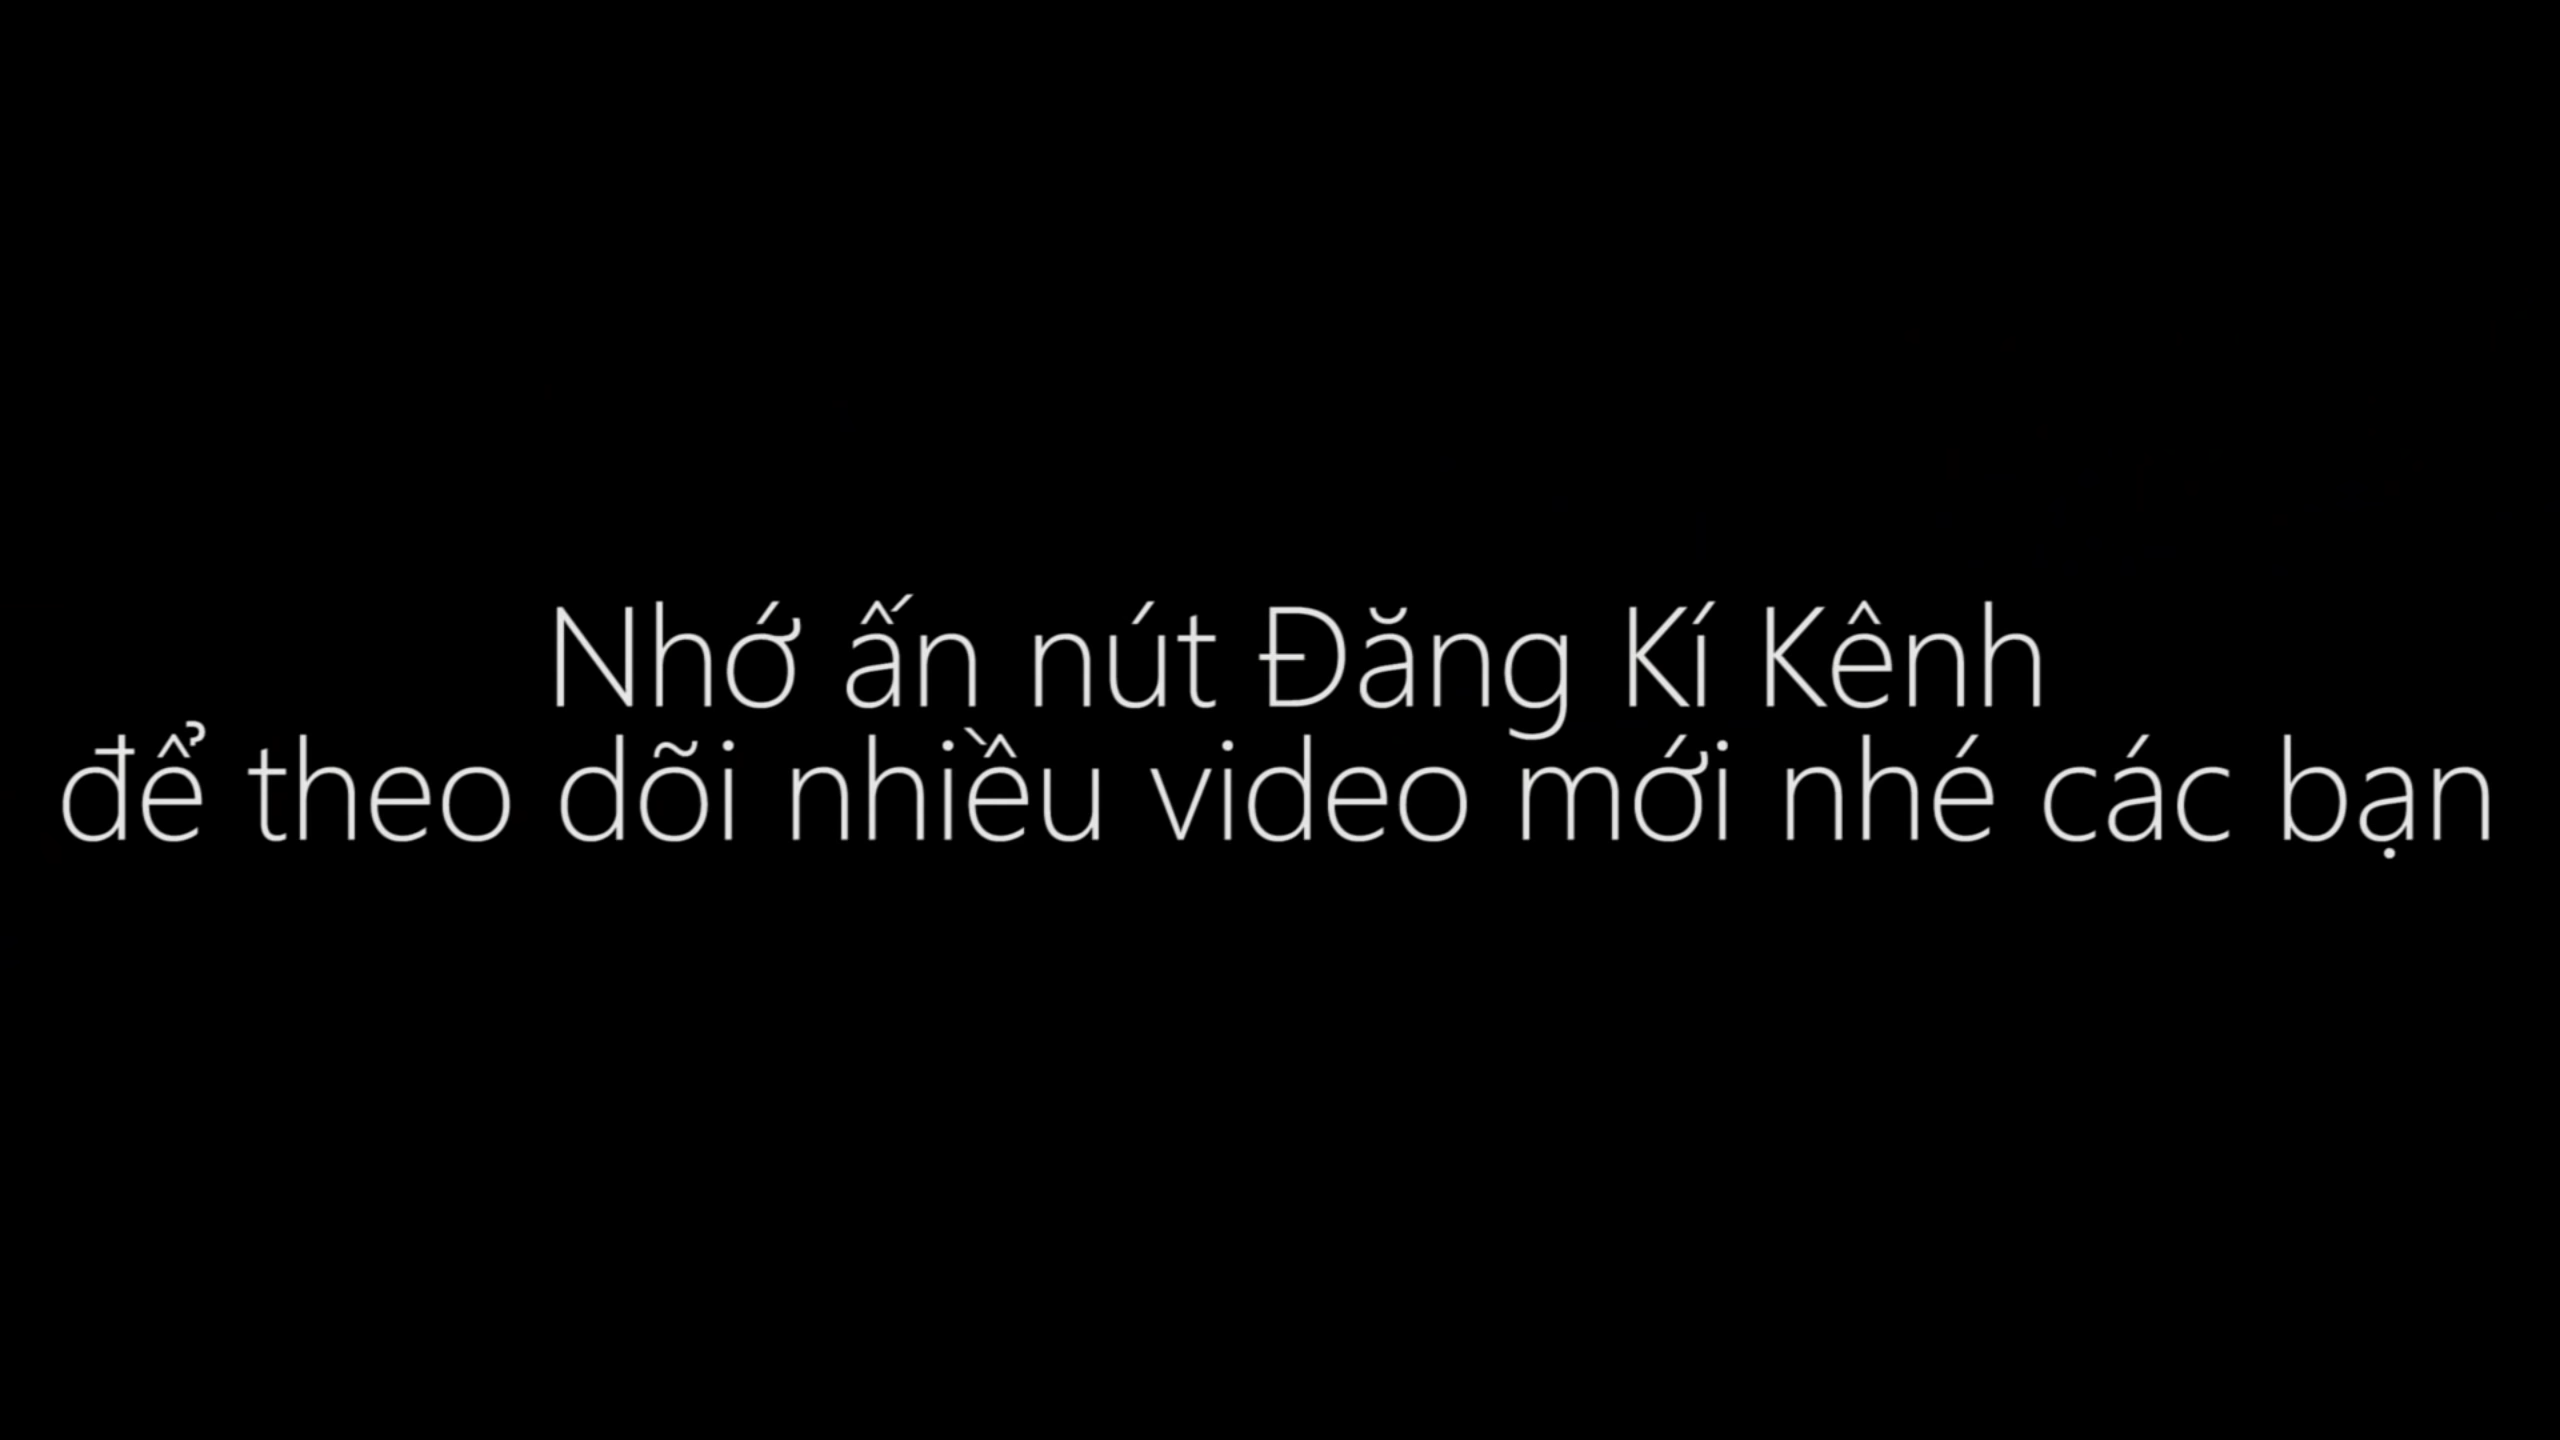 Nhớ ấn nút Đăng Kí Kênh
để theo dõi nhiều video mới nhé các bạn